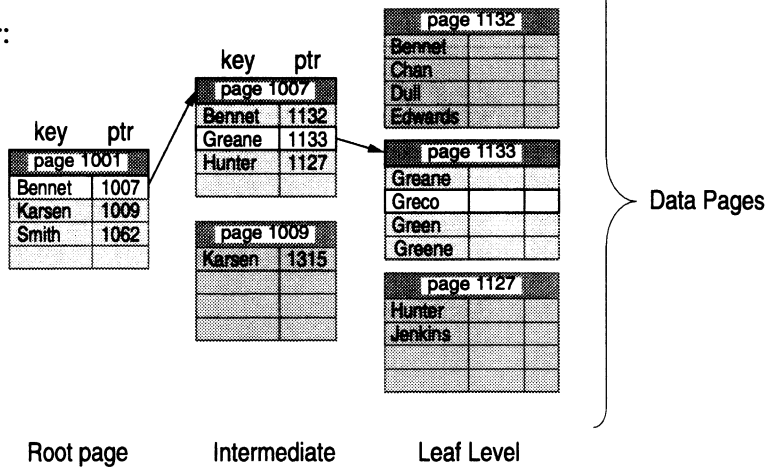 r:
key ptr
page 1001
Bennet 1007
Karsen 1009
Smith 1062
key ptr
page 1007
Bennet 1132
Greane 1133
Hunter 1127
page 1009
Karsen 1315
page 1132
Bennet
Chan
Dull
Edwards
page 1133
Greane
Greco
Green
Greene
page 1127
Hunter
Jenkins
Data Pages
Root page
Intermediate
Leaf Level